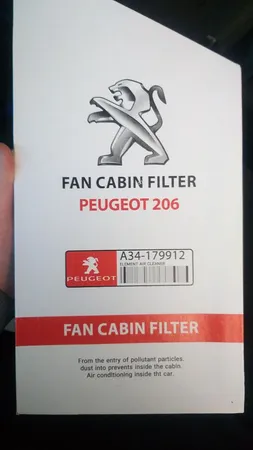 FAN CABIN FILTER
PEUGEOT 206
A34-179912
ELEMENT AIR CLEANER
PEUGEOT
FAN CABIN FILTER
From the entry of pollutant particles.
dust into prevents inside the cabin.
Air conditioning inside tht car.